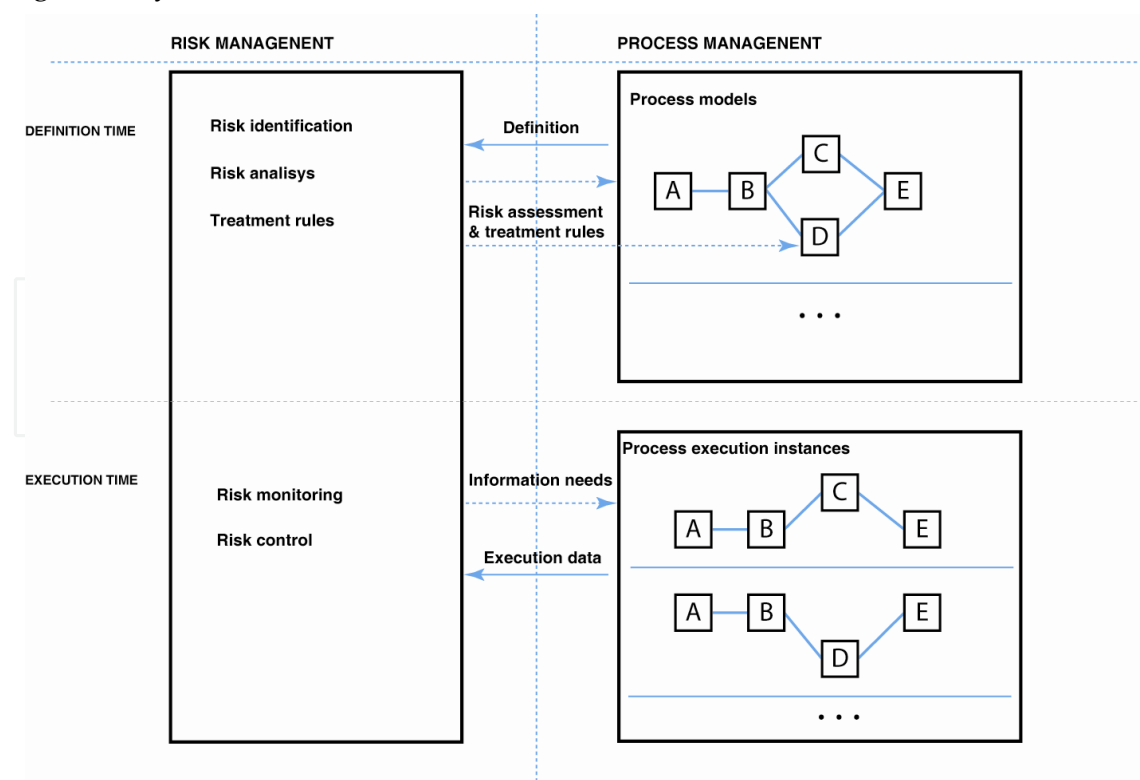 RISK MANAGENENT
PROCESS MANAGENENT
DEFINITION TIME
Risk identification
Risk analisys
Treatment rules
Definition
Risk assessment
& treatment rules
Process models
A
B
C
D
E
. . .
EXECUTION TIME
Risk monitoring
Risk control
Information needs
Execution data
Process execution instances
A
B
C
E
A
B
D
E
. . .